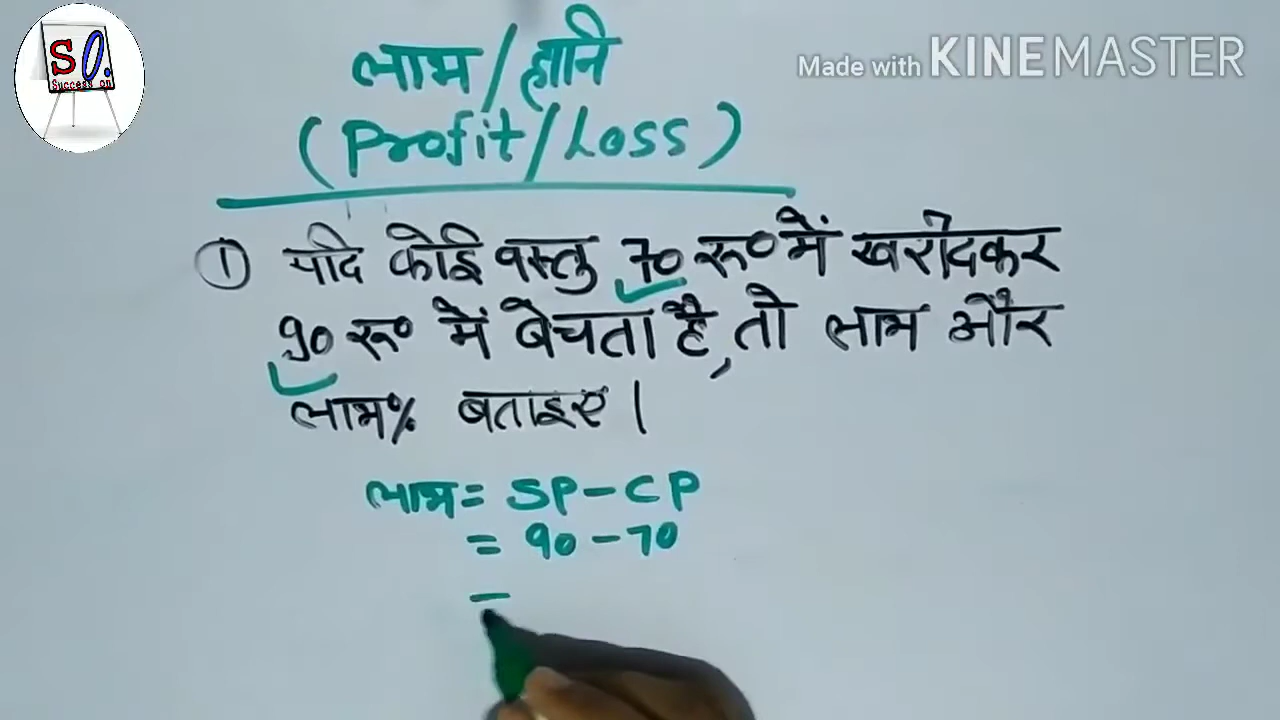 SO.
Success on
Made with KINEMASTER
लाभ/हानि
(Profit/Loss)
① यदि कोई वस्तु 70 रू० में खरीदकर
90 रू० में बेचता है, तो लाभ और
लाभ% बताइए।
लाभ = SP - CP
= 90 - 70